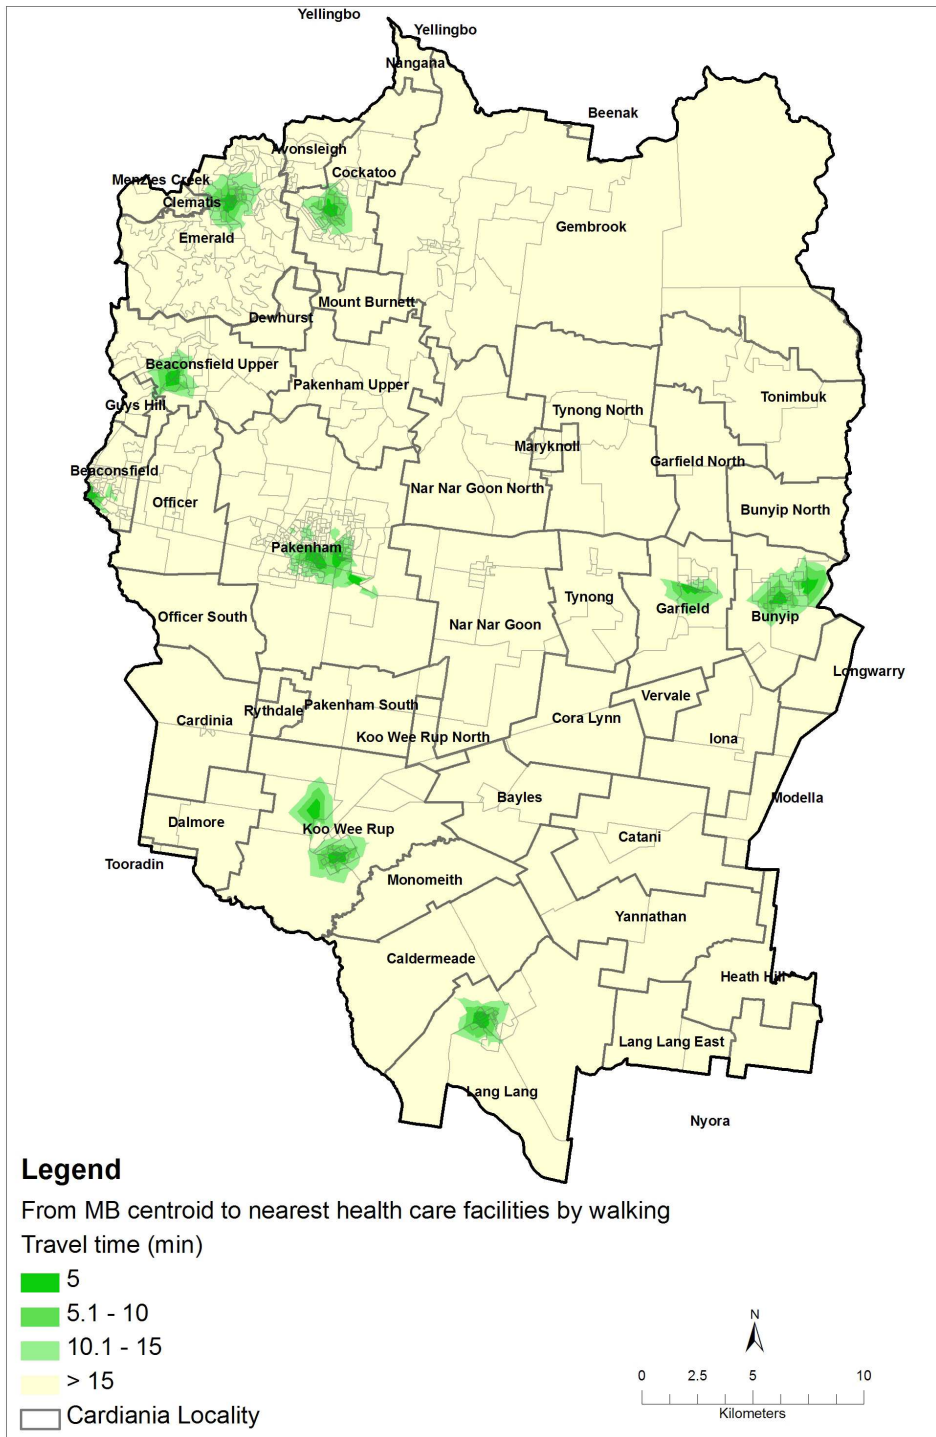 Yellingbo
Yellingbo
Nangana
Beenak
Avonsleigh
Cockatoo
Menzies Creek
Clematis
Gembrook
Emerald
Mount Burnett
Dewhurst
Beaconsfield Upper
Pakenham Upper
Tonimbuk
Guys Hill
Tynong North
Maryknoll
Garfield North
Beaconsfield
Nar Nar Goon North
Officer
Bunyip North
Pakenham
Tynong
Garfield
Officer South
Nar Nar Goon
Bunyip
Longwarry
Vervale
Rythdale
Pakenham South
Cardinia
Cora Lynn
Koo Wee Rup North
Iona
Bayles
Modella
Dalmore
Koo Wee Rup
Catani
Tooradin
Monomeith
Yannathan
Caldermeade
Heath Hill
Lang Lang East
Lang Lang
Nyora
Legend
From MB centroid to nearest health care facilities by walking
Travel time (min)
5
5.1 - 10
10.1 - 15
> 15
Cardiania Locality
N
0 2.5 5 10
Kilometers